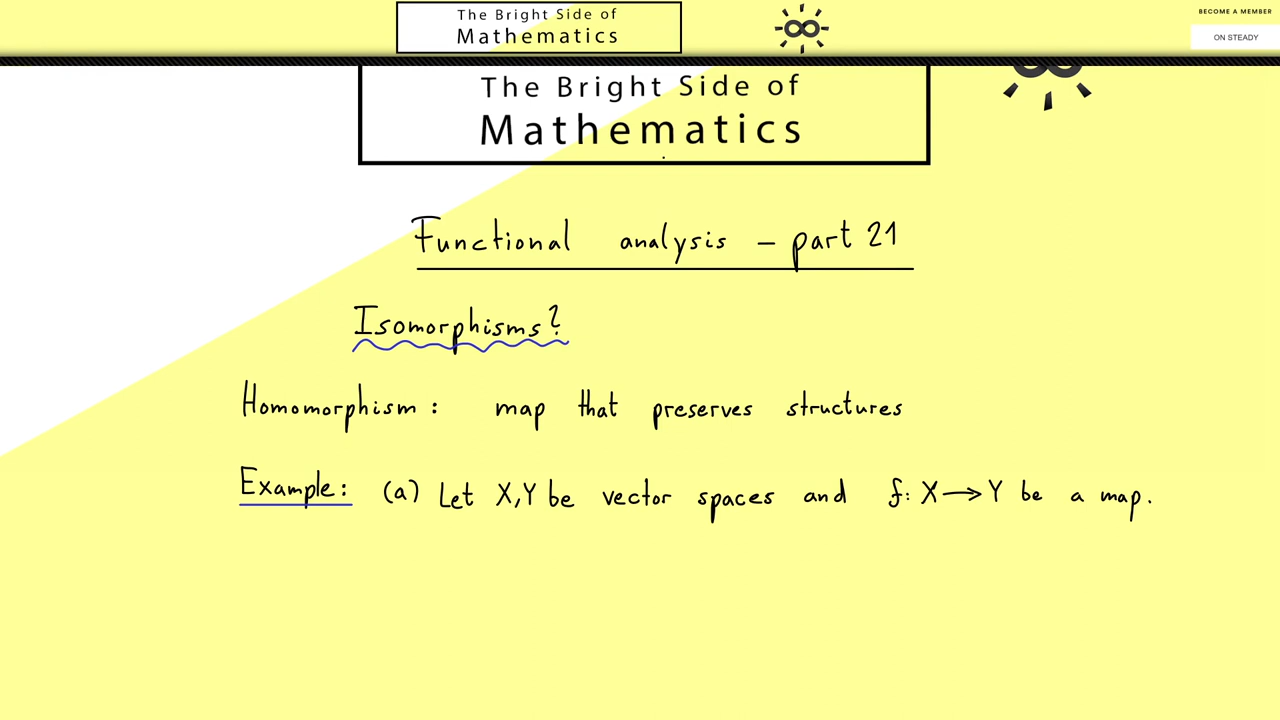 The Bright Side of
Mathematics
BECOME A MEMBER
ON STEADY
The Bright Side of
Mathematics
Functional analysis – part 21
Isomorphisms?
Homomorphism: map that preserves structures
Example: (a) Let X,Y be vector spaces and f: X⟶Y be a map.